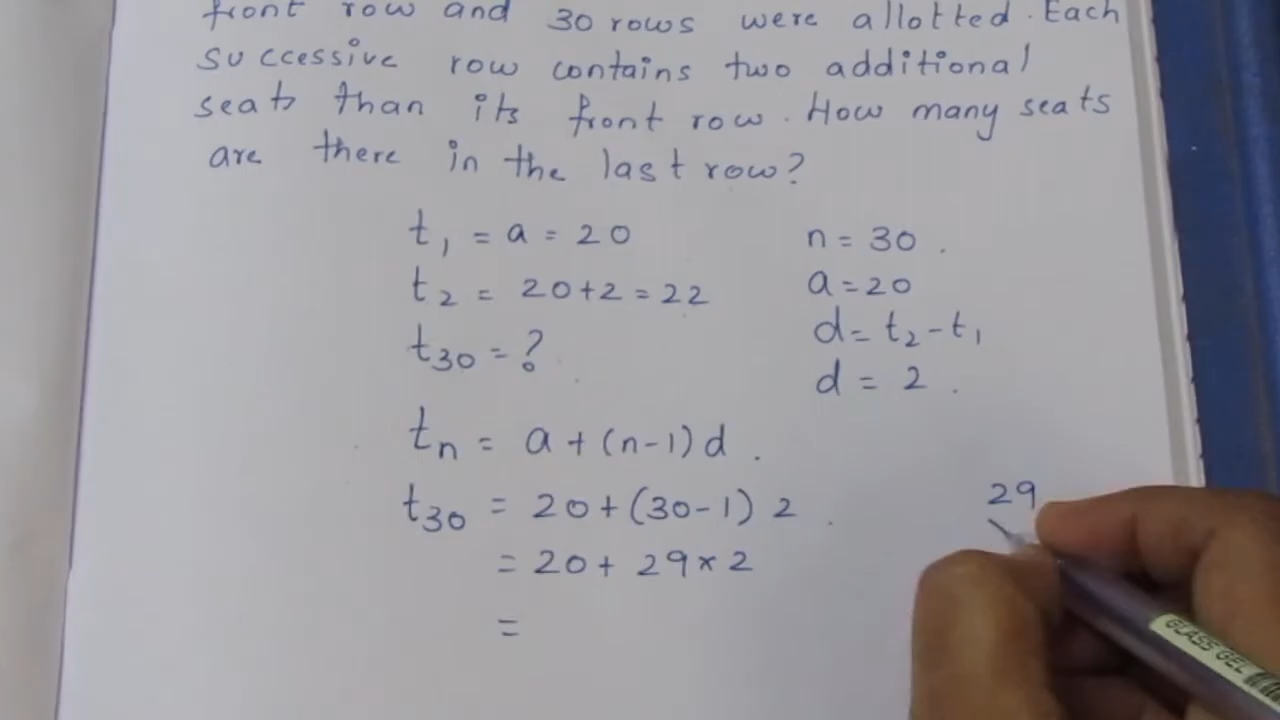 front row and 30 rows were allotted. Each
successive row contains two additional
seats than its front row. How many seats
are there in the last row?
t1 = a = 20
t2 = 20+2 = 22
t30 = ?
n = 30.
a = 20
d = t2 - t1
d = 2.
tn = a + (n-1)d.
t30 = 20+(30-1) 2.
= 20+ 29×2
=
29
GLASS GEL